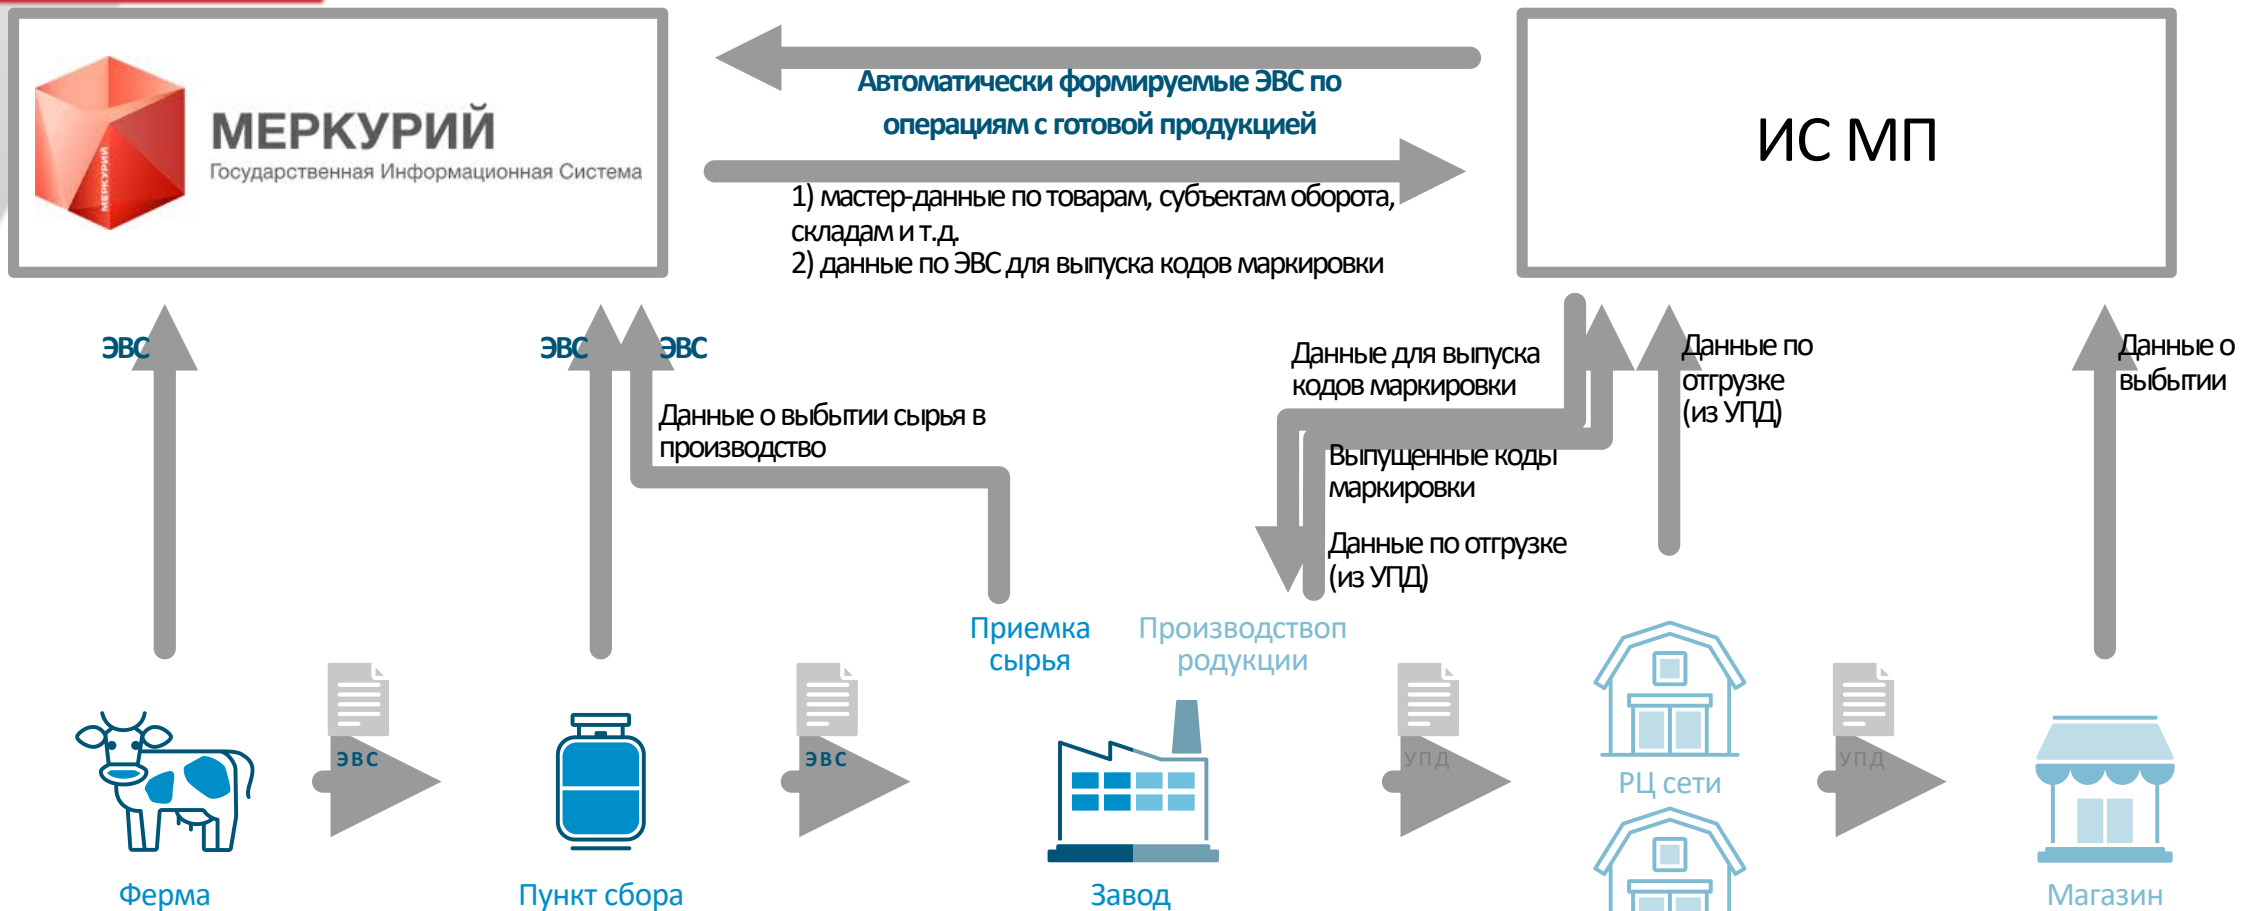 МЕРКУРИЙ
Государственная Информационная Система
МЕРКУРИЙ
Автоматически формируемые ЭВС по
операциям с готовой продукцией
1) мастер-данные по товарам, субъектам оборота,
складам и т.д.
2) данные по ЭВС для выпуска кодов маркировки
ИС МП
ЭВС
ЭВС
ЭВС
Данные о выбытии сырья в
производство
Данные для выпуска
кодов маркировки
Выпущенные коды
маркировки
Данные по отгрузке
(из УПД)
Данные по
отгрузке
(из УПД)
Данные о
выбытии
Приемка
сырья
Производствоп
родукции
ЭВС
ЭВС
УПД
УПД
РЦ сети
Ферма
Пункт сбора
Завод
Магазин